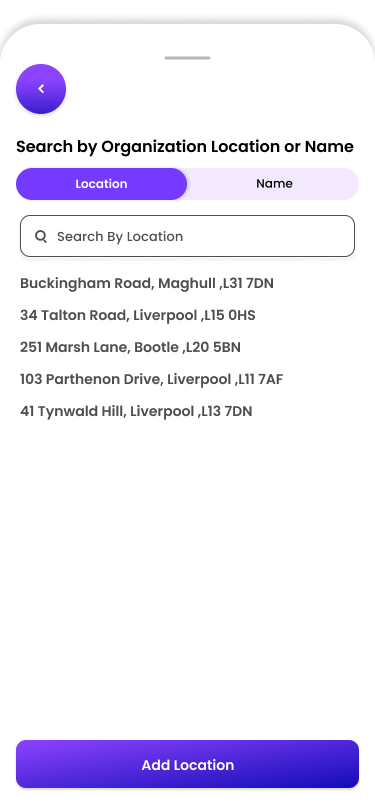 Search by Organization Location or Name
Location
Name
Search By Location
Buckingham Road, Maghull ,L31 7DN
34 Talton Road, Liverpool ,L15 0HS
251 Marsh Lane, Bootle ,L20 5BN
103 Parthenon Drive, Liverpool ,L11 7AF
41 Tynwald Hill, Liverpool ,L13 7DN
Add Location